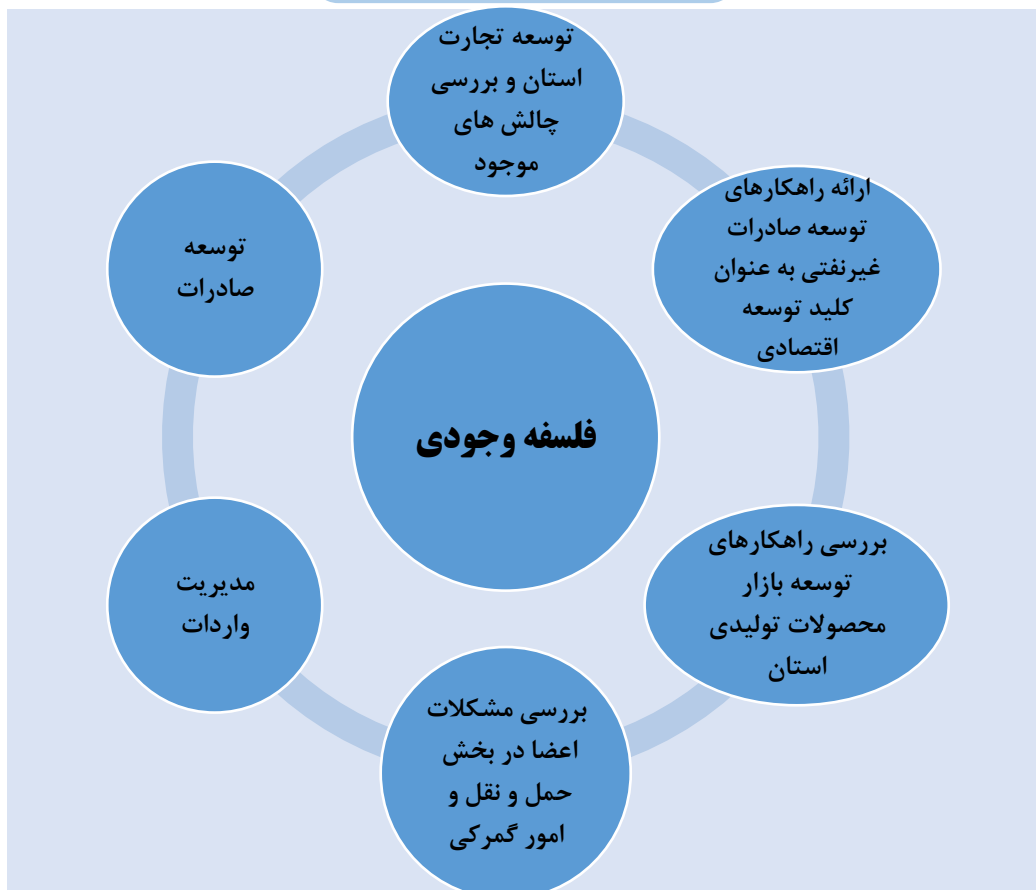 توسعه تجارت
استان و بررسی
چالش های
موجود
ارائه راهکارهای
توسعه صادرات
غیرنفتی به عنوان
کلید توسعه
اقتصادی
بررسی راهکارهای
توسعه بازار
محصولات تولیدی
استان
بررسی مشکلات
اعضا در بخش
حمل و نقل و
امور گمرکی
مدیریت
واردات
توسعه
صادرات
فلسفه وجودی